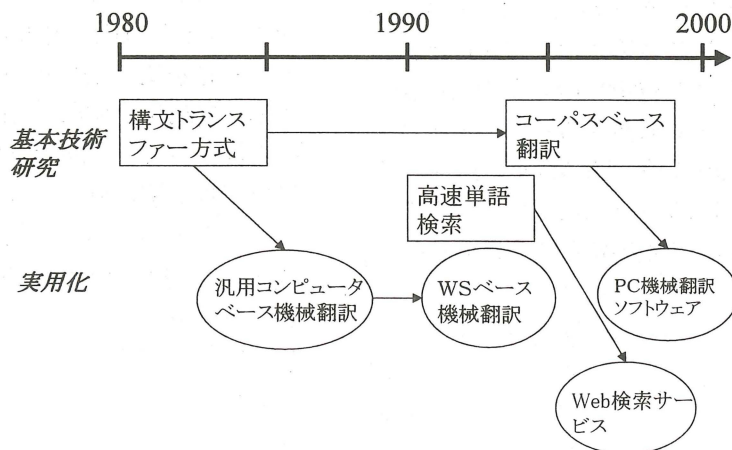 1980
1990
2000
基本技術
研究
構文トランス
ファー方式
コーパスベース
翻訳
高速単語
検索
実用化
汎用コンピュータ
ベース機械翻訳
WSベース
機械翻訳
PC機械翻訳
ソフトウェア
Web検索サー
ビス